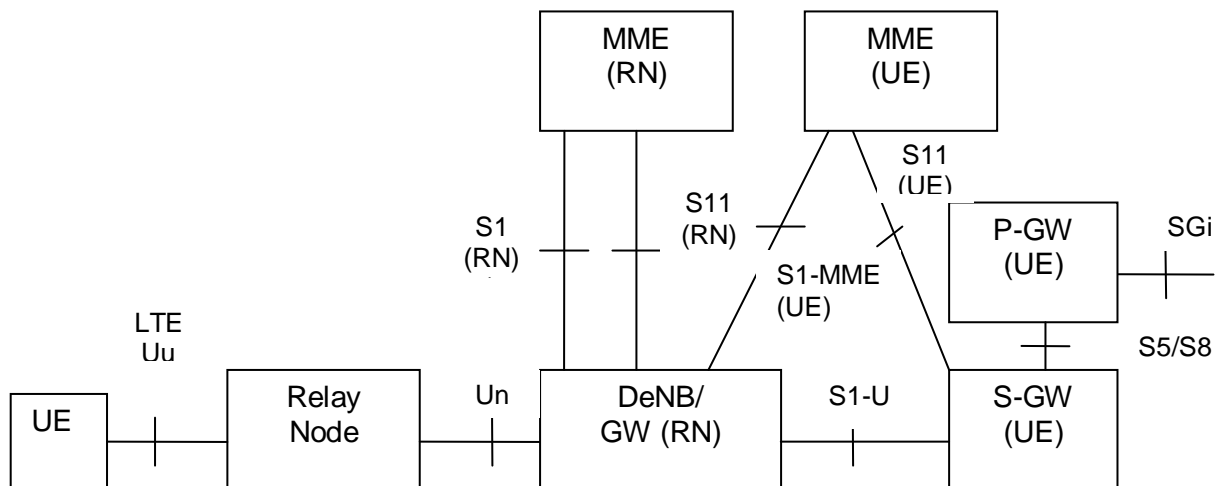 MME
(RN)
MME
(UE)
S11
(UE)
S1
(RN)
S11
(RN)
P-GW
(UE)
SGi
S1-MME
(UE)
LTE
Uu
S5/S8
UE
Relay
Node
Un
DeNB/
GW (RN)
S1-U
S-GW
(UE)